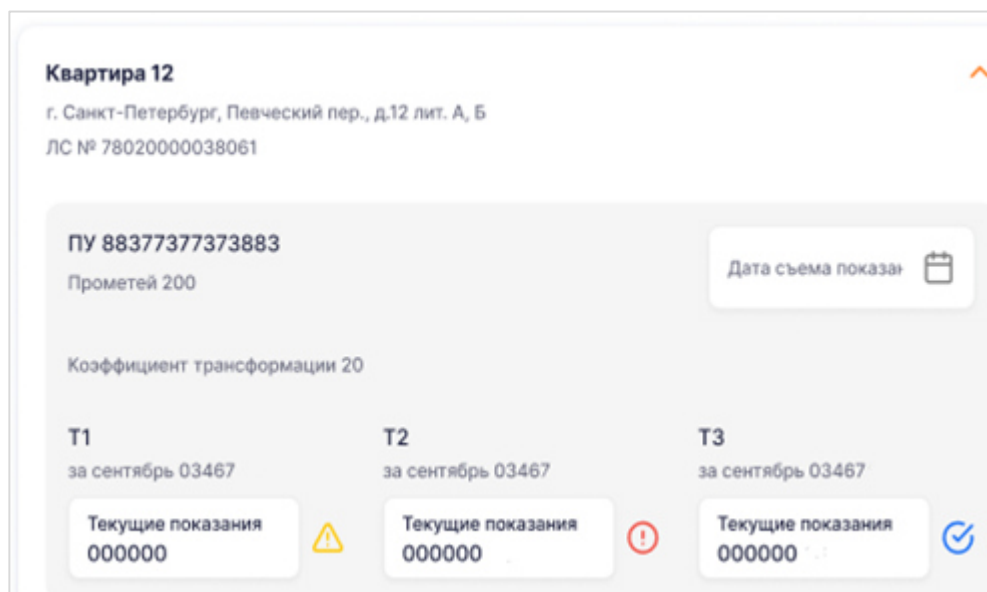 Квартира 12
г. Санкт-Петербург, Певческий пер., д.12 лит. А, Б
ЛС № 78020000038061
ПУ 88377377373883
Прометей 200
Дата съема показан
Коэффициент трансформации 20
Т1
Т2
Т3
за сентябрь 03467
за сентябрь 03467
за сентябрь 03467
Текущие показания
Текущие показания
Текущие показания
000000
000000
000000